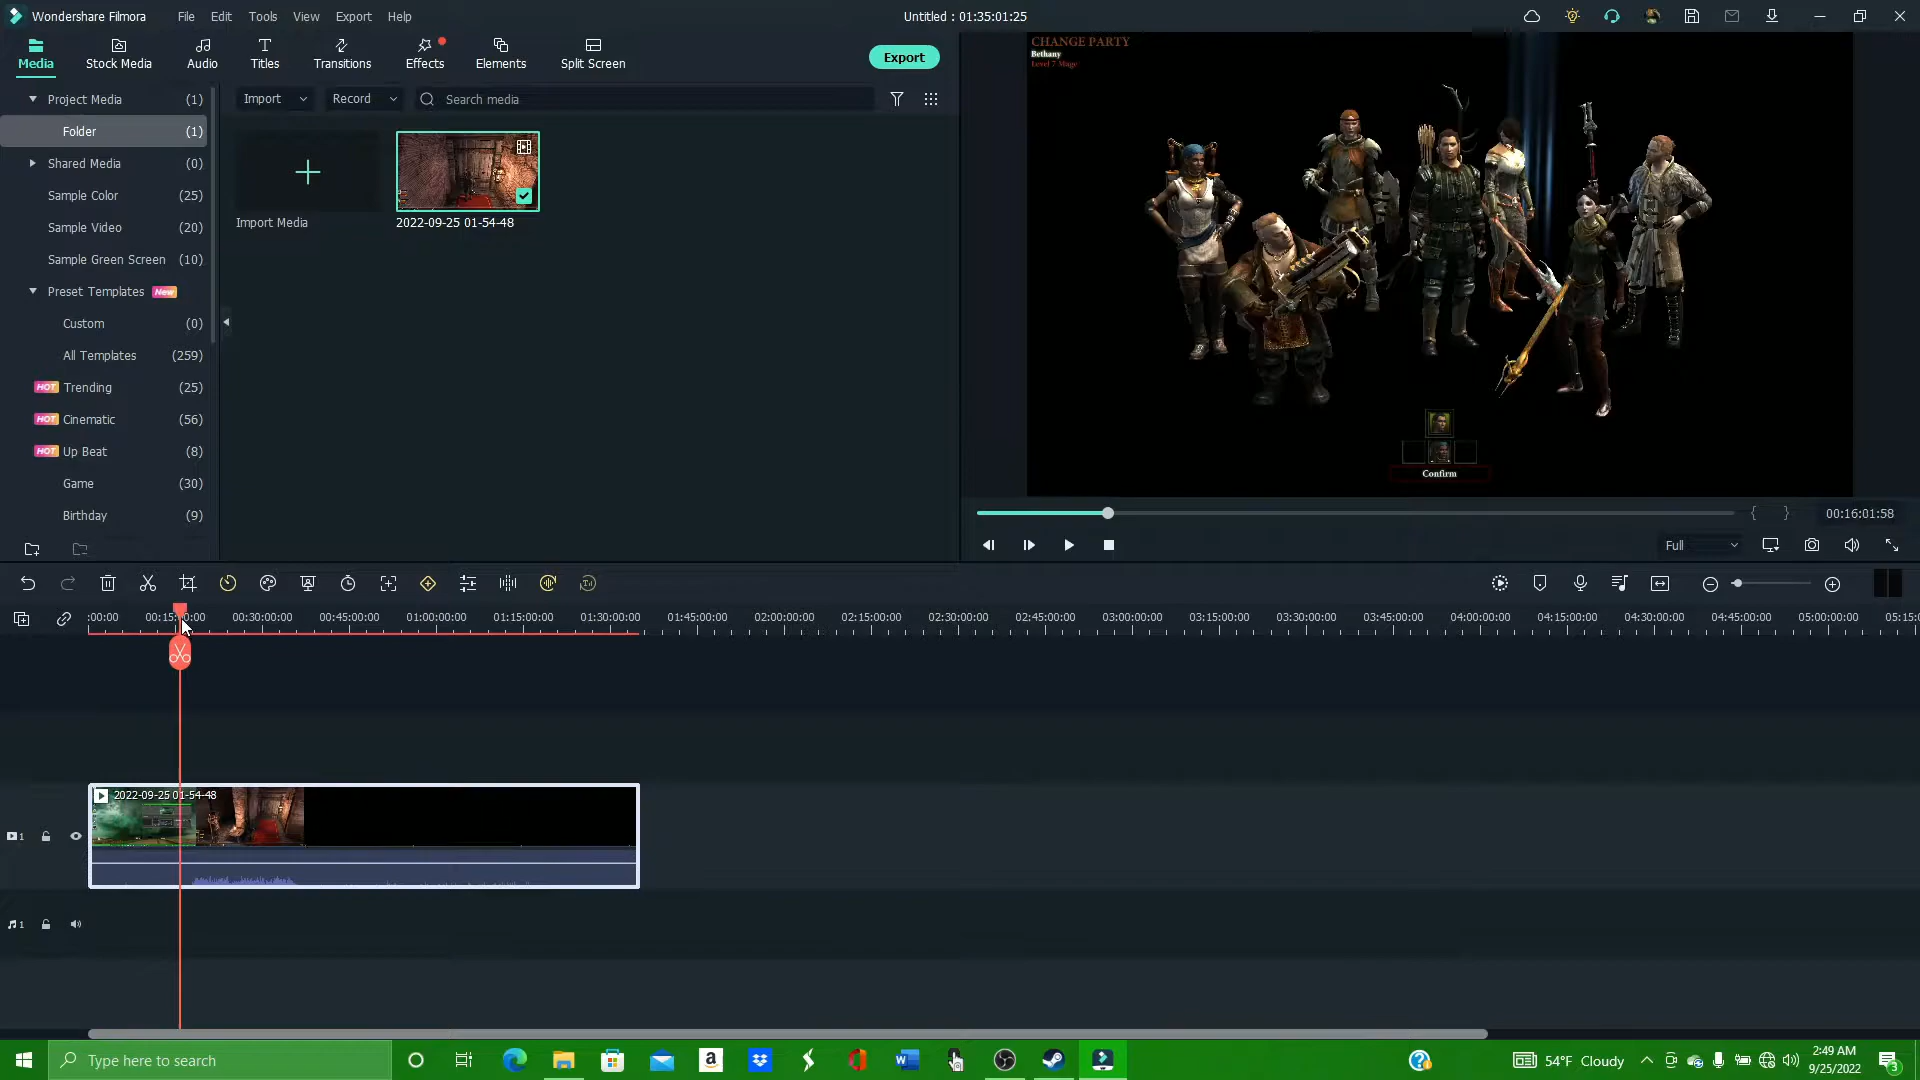 Wondershare Filmora
File
Edit
Tools
View
Export
Help
Untitled : 01:35:01:25
Media
Stock Media
Audio
Titles
Transitions
Effects
Elements
Split Screen
Export
Project Media (1)
Folder (1)
Shared Media (0)
Sample Color (25)
Sample Video (20)
Sample Green Screen (10)
Preset Templates New
Custom (0)
All Templates (259)
HOT Trending (25)
HOT Cinematic (56)
HOT Up Beat (8)
Game (30)
Birthday (9)
Import
Record
Search media
Import Media
2022-09-25 01-54-48
CHANGE PARTY
Bethany
Level 7 Mage
Confirm
{ }
00:16:01:58
Full
:00:00
00:15:00:00
00:30:00:00
00:45:00:00
01:00:00:00
01:15:00:00
01:30:00:00
01:45:00:00
02:00:00:00
02:15:00:00
02:30:00:00
02:45:00:00
03:00:00:00
03:15:00:00
03:30:00:00
03:45:00:00
04:00:00:00
04:15:00:00
04:30:00:00
04:45:00:00
05:00:00:00
05:15:0
2022-09-25 01-54-48
1
1
Type here to search
54°F Cloudy
2:49 AM
9/25/2022
3